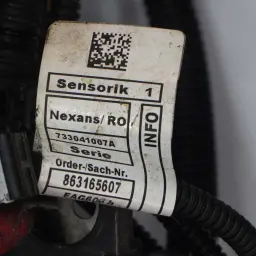 Sensorik 1
Nexans/RO
733041007A
Serie
Order-/Sach-Nr.
863165607
INFO